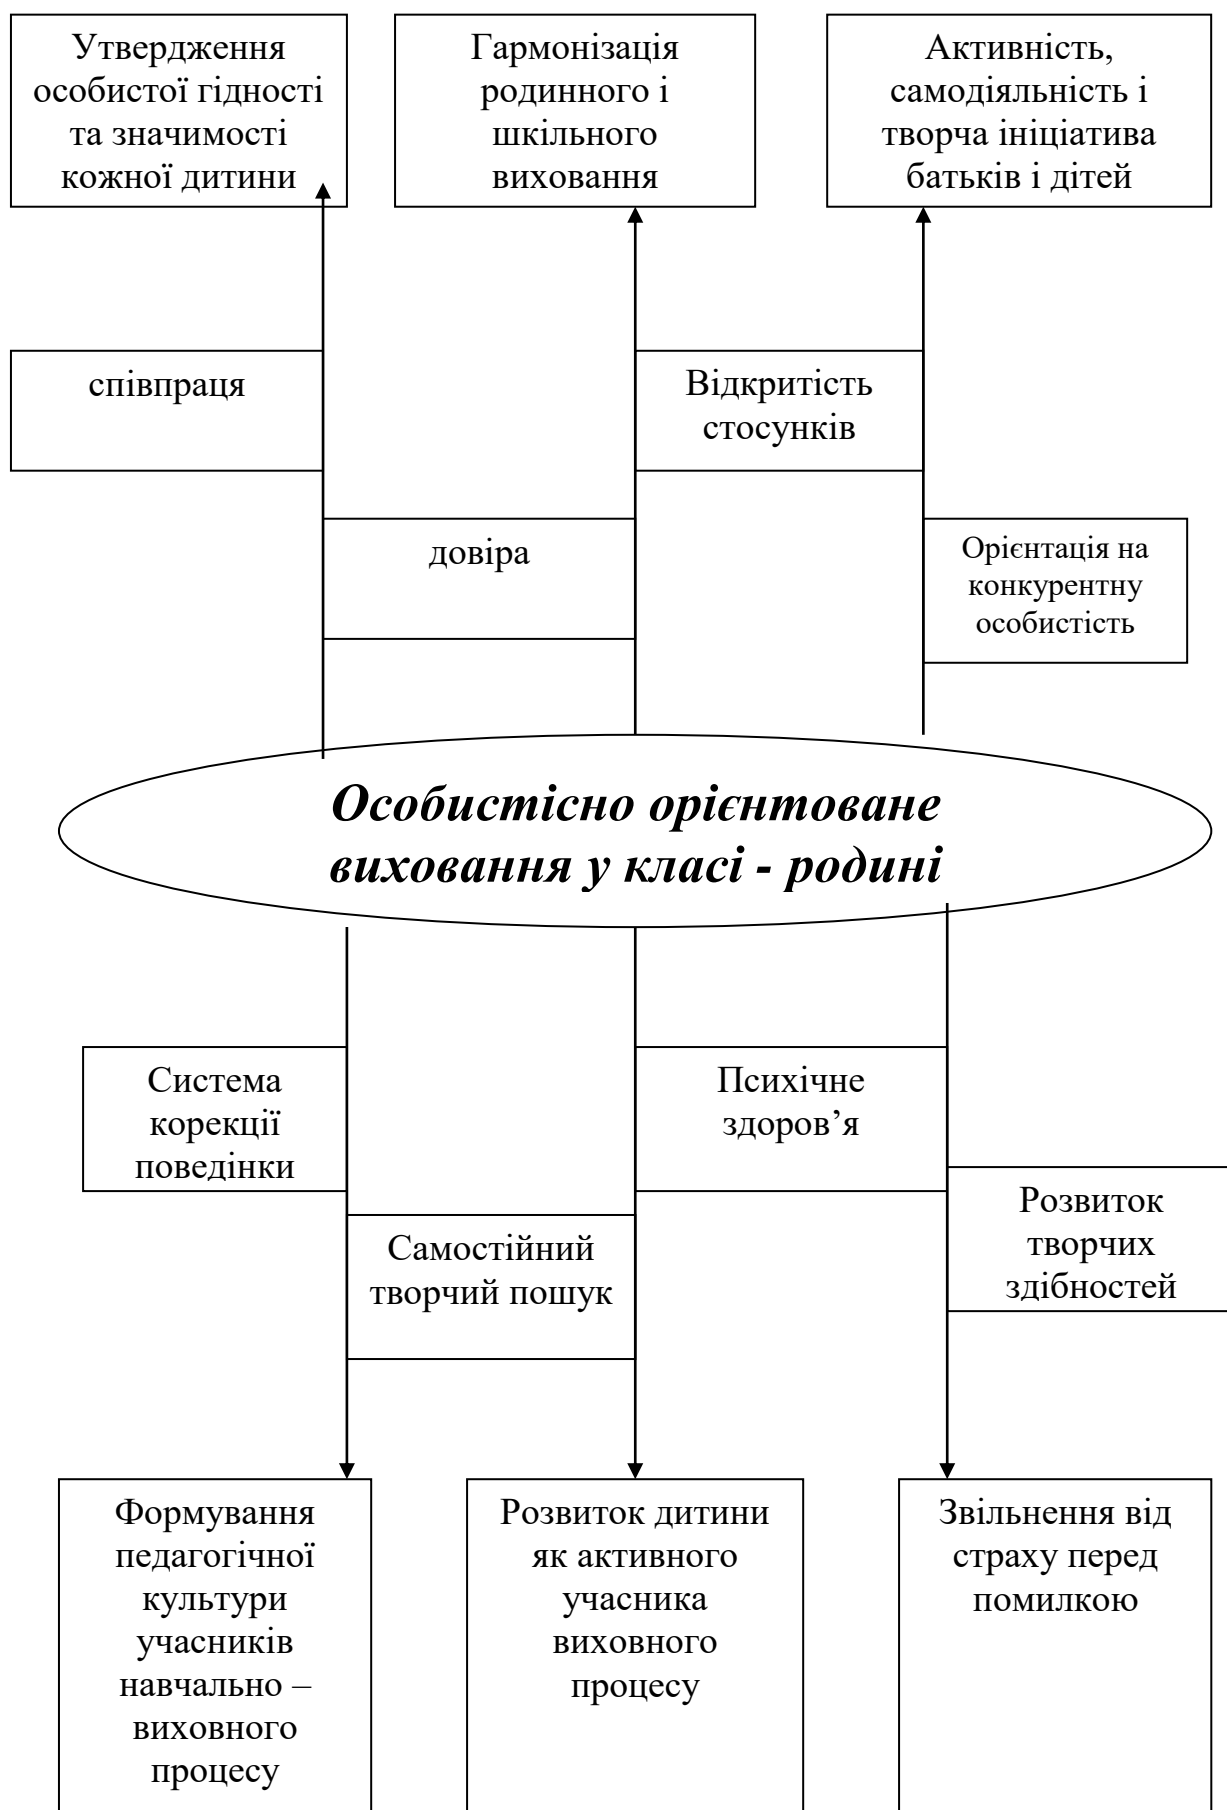 Утвердження
особистої гідності
та значимості
кожної дитини
Гармонізація
родинного і
шкільного
виховання
Активність,
самодіяльність і
творча ініціатива
батьків і дітей
співпраця
Відкритість
стосунків
довіра
Орієнтація на
конкурентну
особистість
Особистісно орієнтоване
виховання у класі - родині
Система
корекції
поведінки
Психічне
здоров’я
Самостійний
творчий пошук
Розвиток
творчих
здібностей
Формування
педагогічної
культури
учасників
навчально –
виховного
процесу
Розвиток дитини
як активного
учасника
виховного
процесу
Звільнення від
страху перед
помилкою